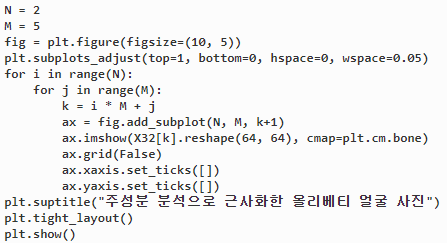 N = 2
M = 5
fig = plt.figure(figsize=(10, 5))
plt.subplots_adjust(top=1, bottom=0, hspace=0, wspace=0.05)
for i in range(N):
    for j in range(M):
        k = i * M + j
        ax = fig.add_subplot(N, M, k+1)
        ax.imshow(X32[k].reshape(64, 64), cmap=plt.cm.bone)
        ax.grid(False)
        ax.xaxis.set_ticks([])
        ax.yaxis.set_ticks([])
plt.suptitle("주성분 분석으로 근사화한 올리베티 얼굴 사진")
plt.tight_layout()
plt.show()